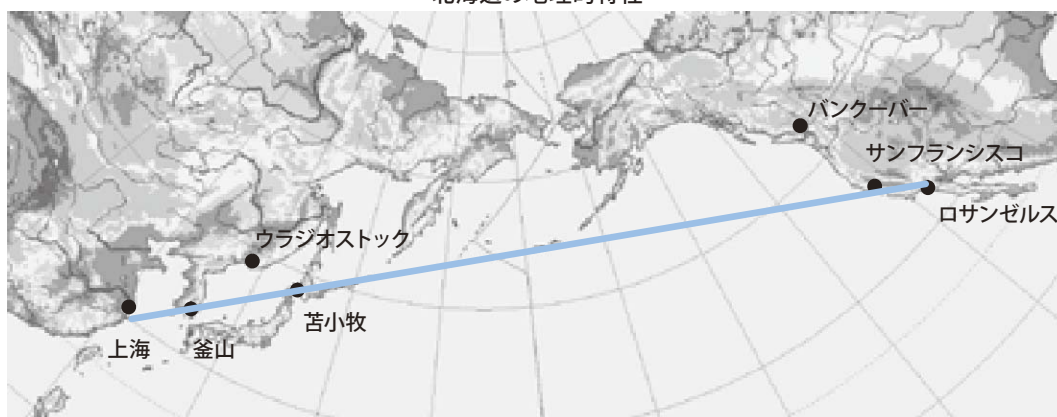 バンクーバー
サンフランシスコ
ロサンゼルス
ウラジオストック
苫小牧
上海
釜山